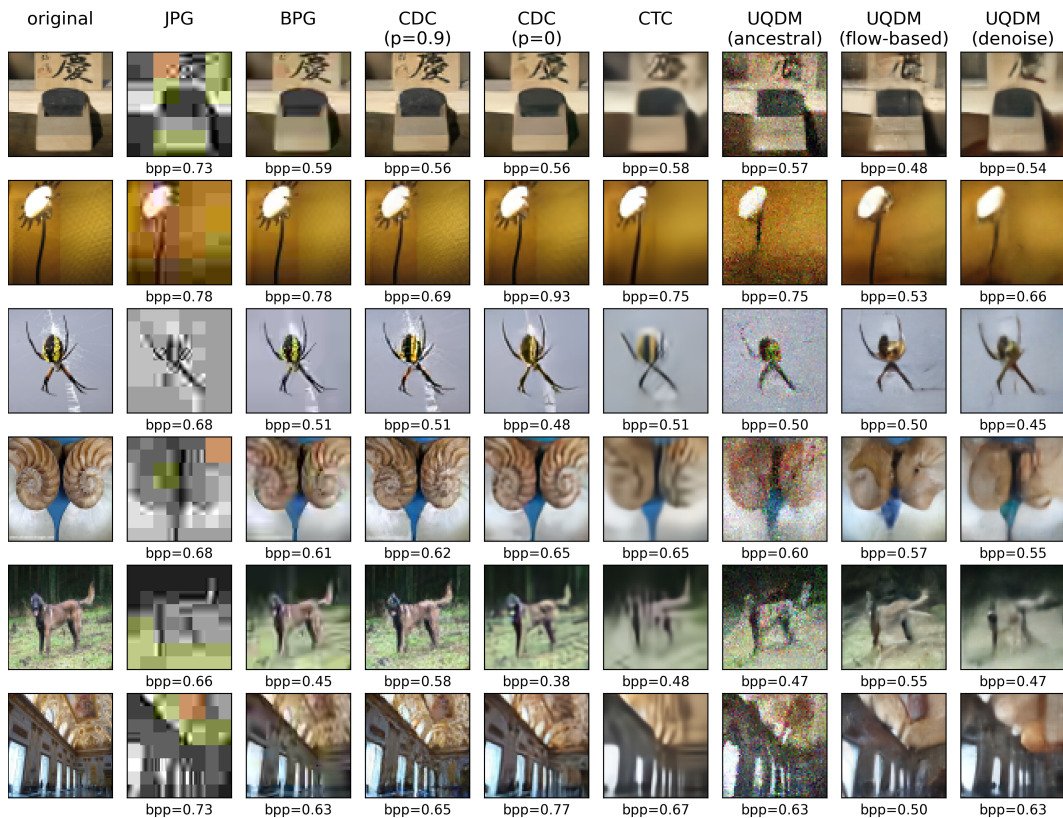 original JPG BPG CDC (p=0.9) CDC (p=0) CTC UQDM (ancestral) UQDM (flow-based) UQDM (denoise)
慶 慶 慶 慶
bpp=0.73 bpp=0.59 bpp=0.56 bpp=0.56 bpp=0.58 bpp=0.57 bpp=0.48 bpp=0.54
bpp=0.78 bpp=0.78 bpp=0.69 bpp=0.93 bpp=0.75 bpp=0.75 bpp=0.53 bpp=0.66
bpp=0.68 bpp=0.51 bpp=0.51 bpp=0.48 bpp=0.51 bpp=0.50 bpp=0.50 bpp=0.45
bpp=0.68 bpp=0.61 bpp=0.62 bpp=0.65 bpp=0.65 bpp=0.60 bpp=0.57 bpp=0.55
bpp=0.66 bpp=0.45 bpp=0.58 bpp=0.38 bpp=0.48 bpp=0.47 bpp=0.55 bpp=0.47
bpp=0.73 bpp=0.63 bpp=0.65 bpp=0.77 bpp=0.67 bpp=0.63 bpp=0.50 bpp=0.63